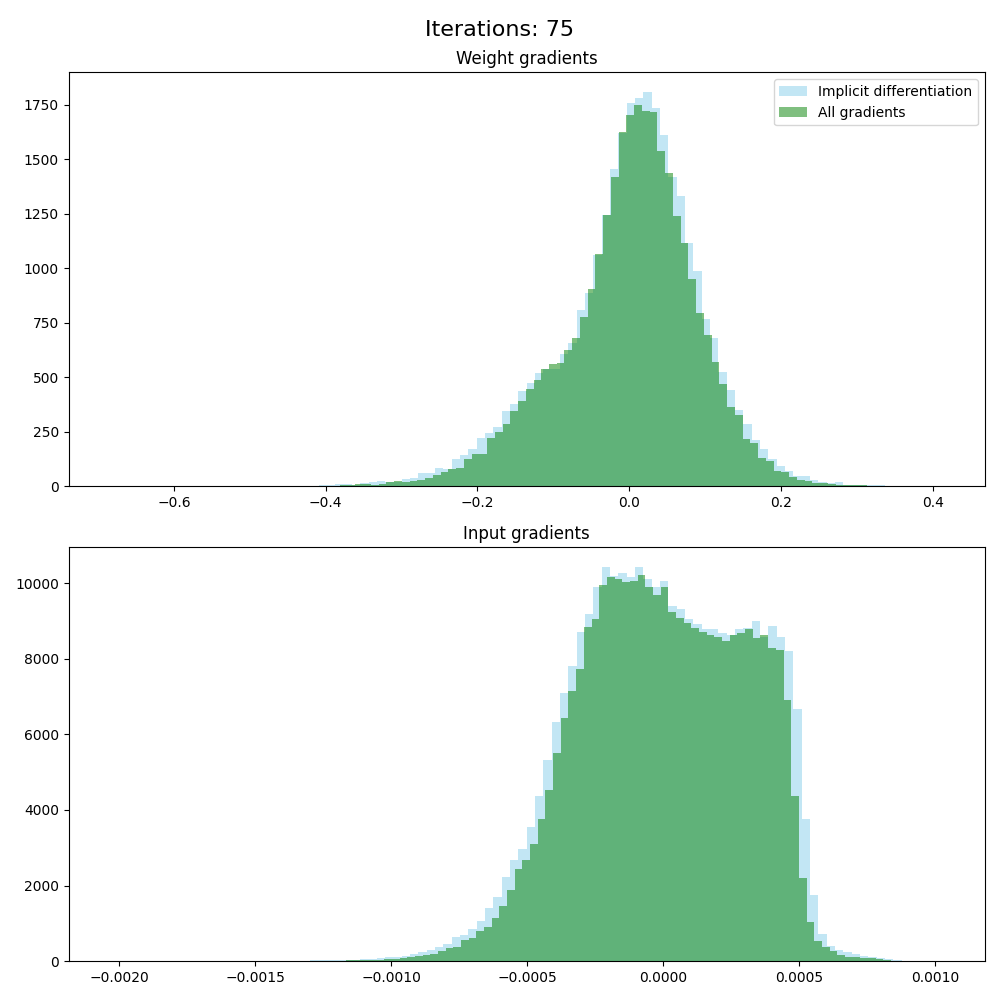 Iterations: 75
Weight gradients
Implicit differentiation
All gradients
1750
1500
1250
1000
750
500
250
0
−0.6 −0.4 −0.2 0.0 0.2 0.4
Input gradients
10000
8000
6000
4000
2000
0
−0.0020 −0.0015 −0.0010 −0.0005 0.0000 0.0005 0.0010